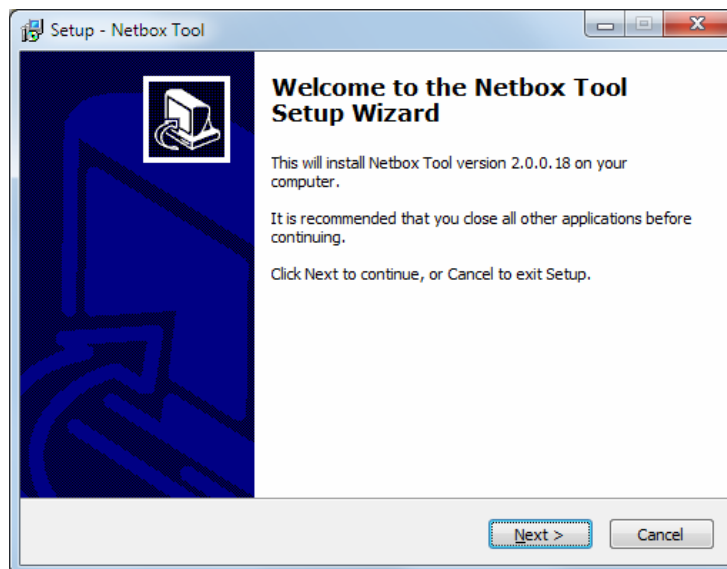 Setup - Netbox Tool
Welcome to the Netbox Tool
Setup Wizard
This will install Netbox Tool version 2.0.0.18 on your
computer.
It is recommended that you close all other applications before
continuing.
Click Next to continue, or Cancel to exit Setup.
Next >
Cancel